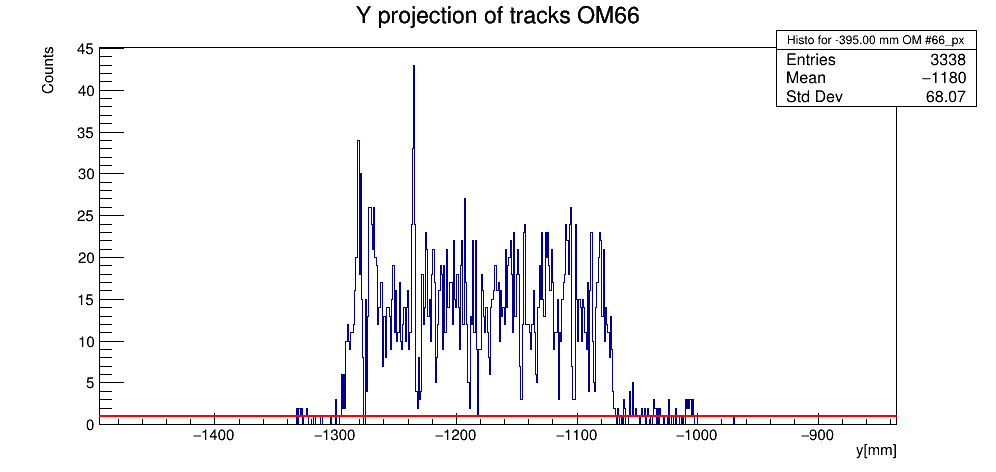 Y projection of tracks OM66
Histo for -395.00 mm OM #66_px
Entries 3338
Mean −1180
Std Dev 68.07
Counts
45
40
35
30
25
20
15
10
5
0
−1400 −1300 −1200 −1100 −1000 −900
y[mm]